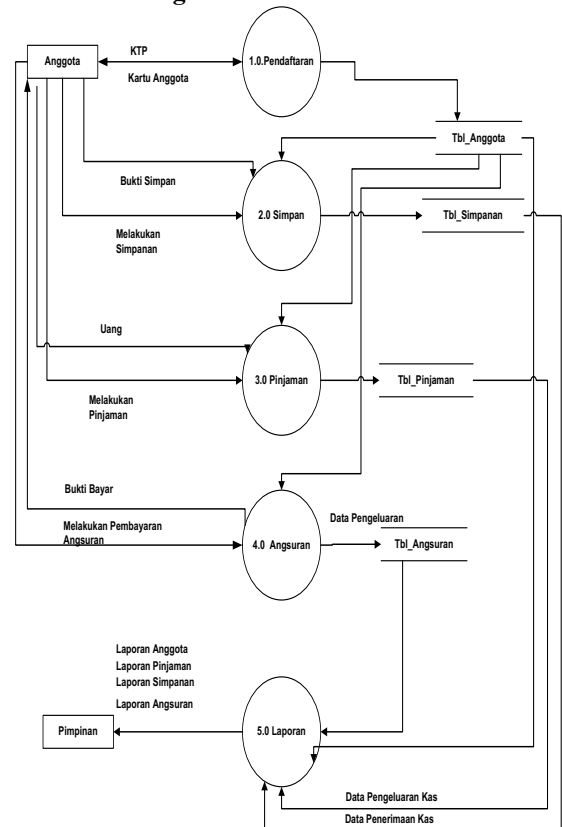 KTP
Anggota
1.0.Pendaftaran
Kartu Anggota
Tbl_Anggota
Bukti Simpan
2.0 Simpan
Tbl_Simpanan
Melakukan
Simpanan
Uang
3.0 Pinjaman
Tbl_Pinjaman
Melakukan
Pinjaman
Bukti Bayar
Data Pengeluaran
Melakukan Pembayaran
Angsuran
4.0 Angsuran
Tbl_Angsuran
Laporan Anggota
Laporan Pinjaman
Laporan Simpanan
Laporan Angsuran
Pimpinan
5.0 Laporan
Data Pengeluaran Kas
Data Penerimaan Kas